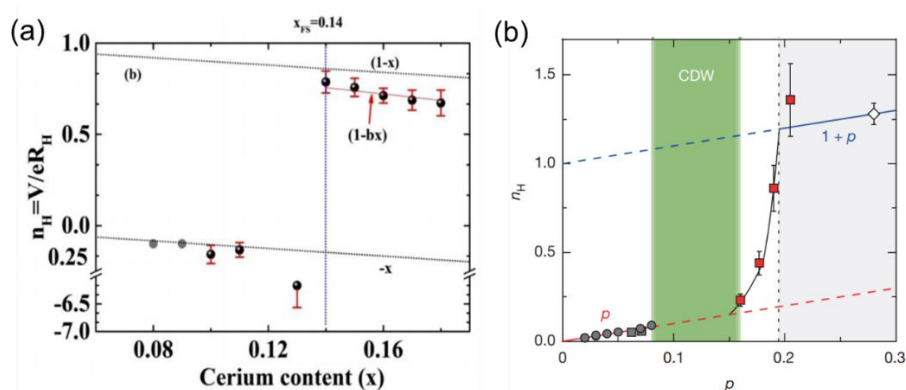 (a)
x_FS=0.14
(b)
(1-x)
(1-bx)
-x
n_H=V/eR_H
1.0
0.5
0.0
0.25
-6.5
-7.0
0.08
0.12
0.16
Cerium content (x)
(b)
CDW
1 + p
p
n_H
1.5
1.0
0.5
0
0
0.1
0.2
0.3
p